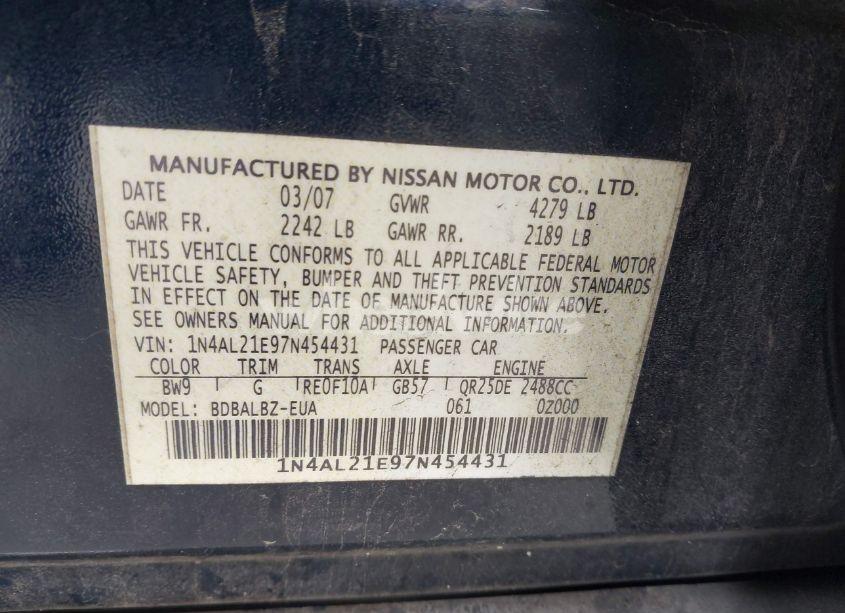 MANUFACTURED BY NISSAN MOTOR CO., LTD.
DATE 03/07 GVWR 4279 LB
GAWR FR. 2242 LB GAWR RR. 2189 LB
THIS VEHICLE CONFORMS TO ALL APPLICABLE FEDERAL MOTOR
VEHICLE SAFETY, BUMPER AND THEFT PREVENTION STANDARDS
IN EFFECT ON THE DATE OF MANUFACTURE SHOWN ABOVE.
SEE OWNERS MANUAL FOR ADDITIONAL INFORMATION.
VIN: 1N4AL21E97N454431 PASSENGER CAR
COLOR TRIM TRANS AXLE ENGINE
BW9 G RE0F10A GB57 QR25DE 2488CC
MODEL: BDBALBZ-EUA 061 0Z000
1N4AL21E97N454431